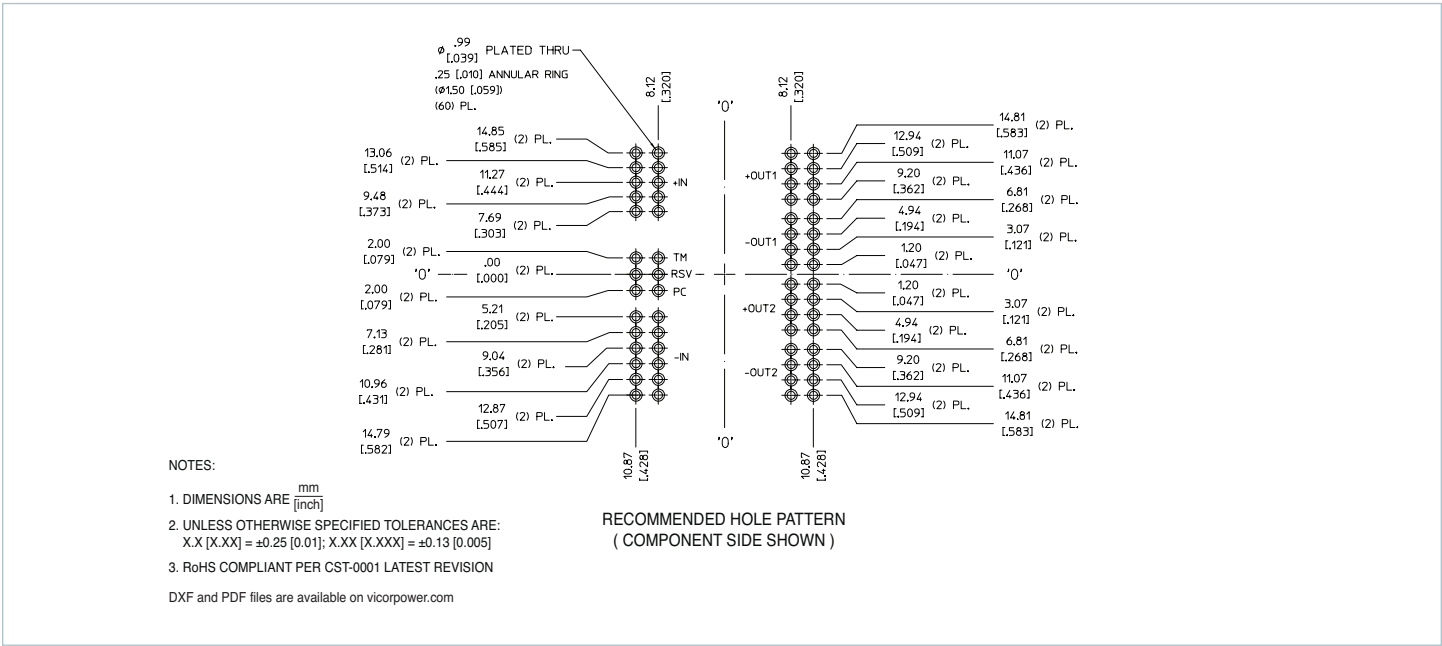 ø .99 [.039] PLATED THRU
.25 [.010] ANNULAR RING
(ø1.50 [.059])
(60) PL.
8.12 [.320]
8.12 [.320]
'0'
14.85 [.585] (2) PL.
13.06 [.514] (2) PL.
11.27 [.444] (2) PL.
+IN
9.48 [.373] (2) PL.
7.69 [.303] (2) PL.
2.00 [.079] (2) PL.
TM
'0'
.00 [.000] (2) PL.
RSV
2.00 [.079] (2) PL.
PC
5.21 [.205] (2) PL.
7.13 [.281] (2) PL.
9.04 [.356] (2) PL.
-IN
10.96 [.431] (2) PL.
12.87 [.507] (2) PL.
14.79 [.582] (2) PL.
10.87 [.428]
'0'
14.81 [.583] (2) PL.
12.94 [.509] (2) PL.
+OUT1
11.07 [.436] (2) PL.
9.20 [.362] (2) PL.
6.81 [.268] (2) PL.
4.94 [.194] (2) PL.
-OUT1
3.07 [.121] (2) PL.
1.20 [.047] (2) PL.
'0'
1.20 [.047] (2) PL.
+OUT2
3.07 [.121] (2) PL.
4.94 [.194] (2) PL.
6.81 [.268] (2) PL.
9.20 [.362] (2) PL.
-OUT2
11.07 [.436] (2) PL.
12.94 [.509] (2) PL.
14.81 [.583] (2) PL.
10.87 [.428]
NOTES:
1. DIMENSIONS ARE mm [inch]
2. UNLESS OTHERWISE SPECIFIED TOLERANCES ARE:
X.X [X.XX] = ±0.25 [0.01]; X.XX [X.XXX] = ±0.13 [0.005]
3. RoHS COMPLIANT PER CST-0001 LATEST REVISION
DXF and PDF files are available on vicorpower.com
RECOMMENDED HOLE PATTERN
( COMPONENT SIDE SHOWN )